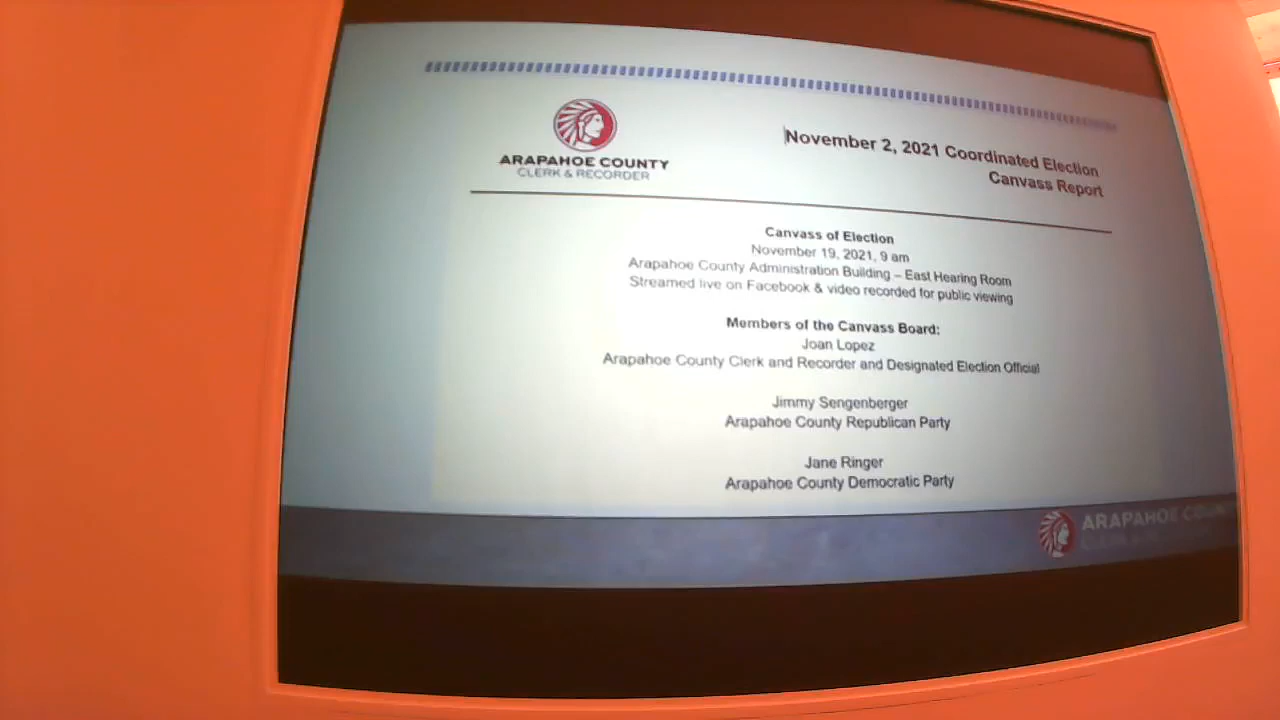 ARAPAHOE COUNTY
CLERK & RECORDER
November 2, 2021 Coordinated Election
Canvass Report
Canvass of Election
November 19, 2021, 9 am
Arapahoe County Administration Building – East Hearing Room
Streamed live on Facebook & video recorded for public viewing
Members of the Canvass Board:
Joan Lopez
Arapahoe County Clerk and Recorder and Designated Election Official
Jimmy Sengenberger
Arapahoe County Republican Party
Jane Ringer
Arapahoe County Democratic Party
ARAPAHOE